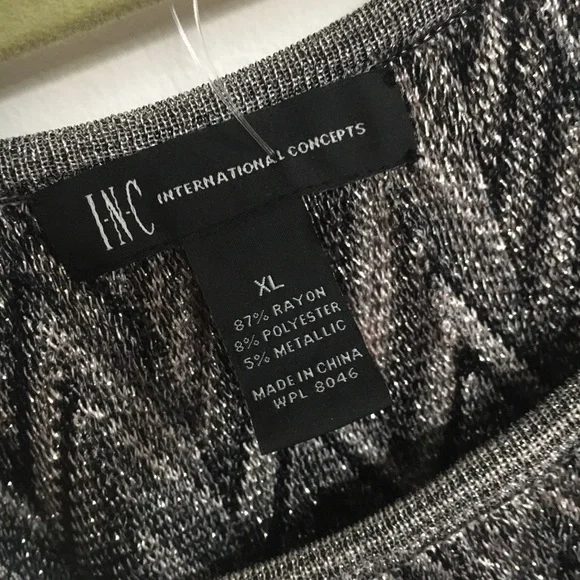 I·N·C INTERNATIONAL CONCEPTS
XL
87% RAYON
8% POLYESTER
5% METALLIC
MADE IN CHINA
WPL 8046